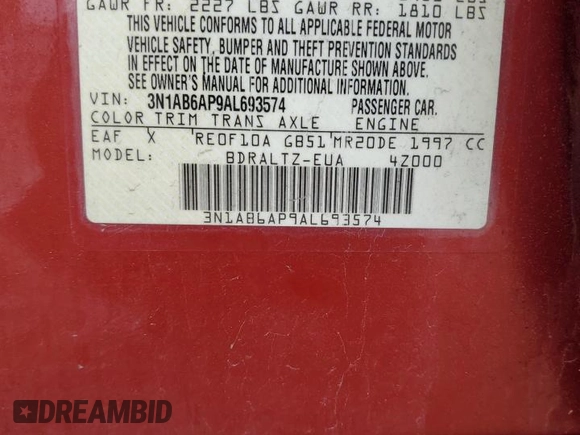 GAWR FR: 2227 LBS GAWR RR: 1810 LBS
THIS VEHICLE CONFORMS TO ALL APPLICABLE FEDERAL MOTOR
VEHICLE SAFETY, BUMPER AND THEFT PREVENTION STANDARDS
IN EFFECT ON THE DATE OF MANUFACTURE SHOWN ABOVE.
SEE OWNER'S MANUAL FOR ADDITIONAL INFORMATION.
VIN: 3N1AB6AP9AL693574 PASSENGER CAR.
COLOR TRIM TRANS AXLE ENGINE
EAF X RE0F10A GB51 MR20DE 1997 CC
MODEL: BDRALTZ-EUA 4Z000
3N1AB6AP9AL693574
DREAMBID